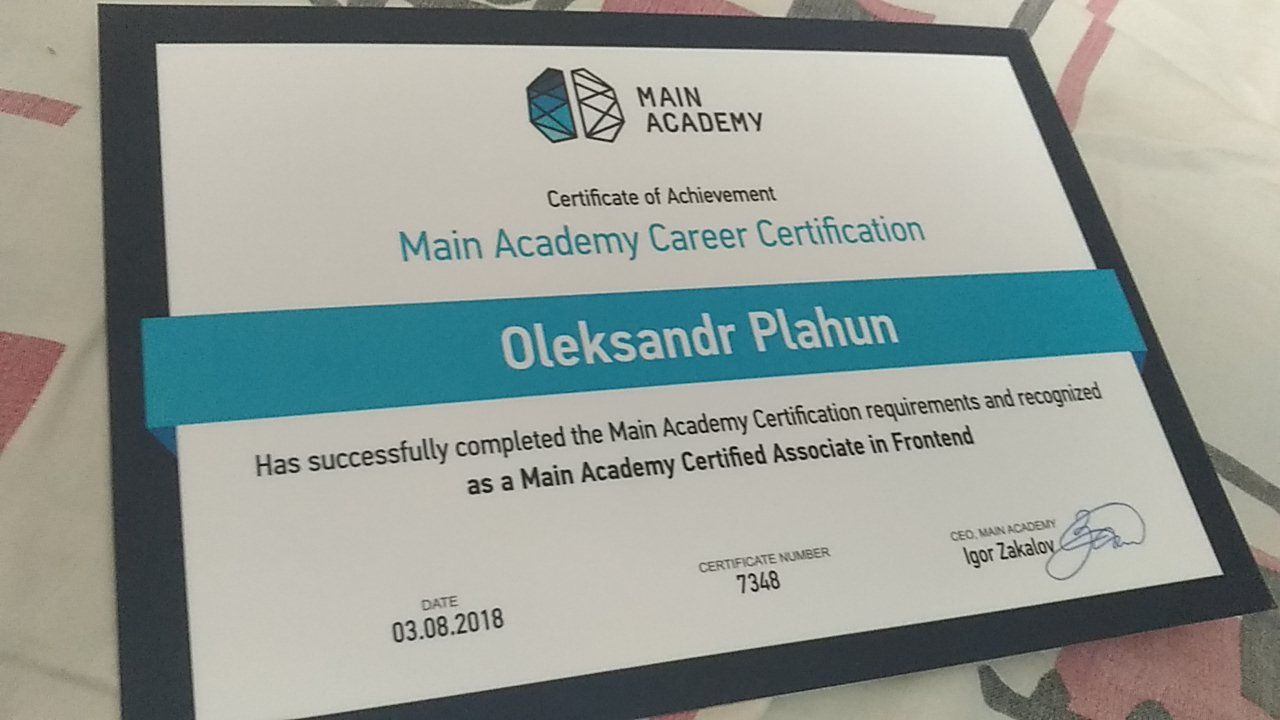 MAIN
ACADEMY
Certificate of Achievement
Main Academy Career Certification
Oleksandr Plahun
Has successfully completed the Main Academy Certification requirements and recognized
as a Main Academy Certified Associate in Frontend
DATE
03.08.2018
CERTIFICATE NUMBER
7348
CEO, MAIN ACADEMY
Igor Zakalov